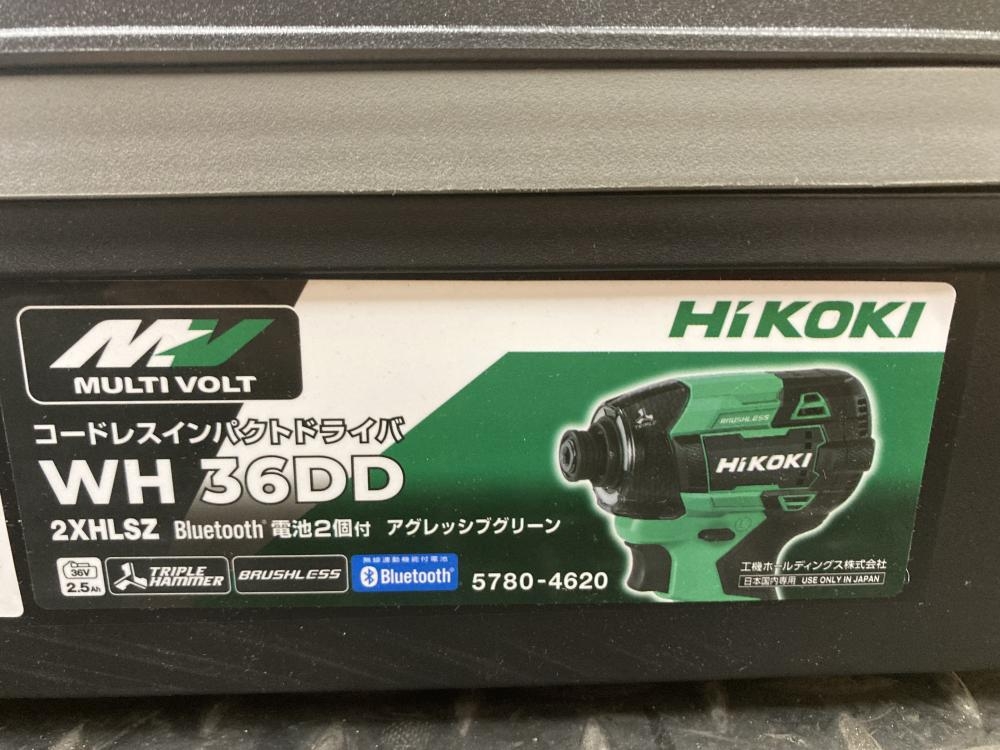 MV
MULTI VOLT
HiKOKI
コードレスインパクトドライバ
WH 36DD
2XHLSZ Bluetooth® 電池2個付 アグレッシブグリーン
36V
2.5Ah
TRIPLE
HAMMER
BRUSHLESS
無線連動機能付電池
Bluetooth®
5780-4620
BRUSHLESS
HiKOKI
工機ホールディングス株式会社
日本国内専用 USE ONLY IN JAPAN